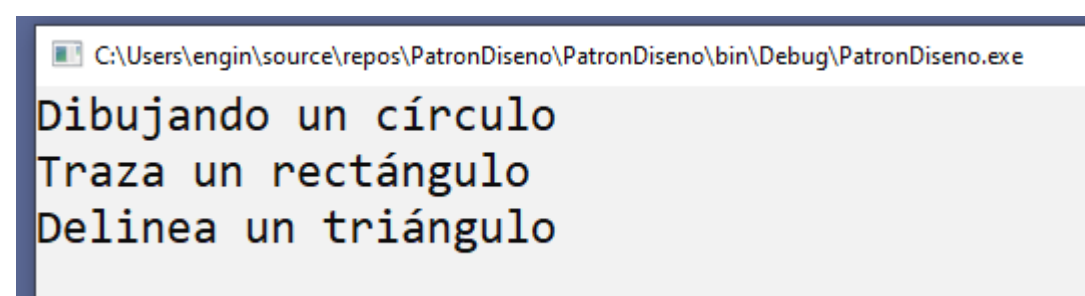 C:\Users\engin\source\repos\PatronDiseno\PatronDiseno\bin\Debug\PatronDiseno.exe
Dibujando un círculo
Traza un rectángulo
Delinea un triángulo